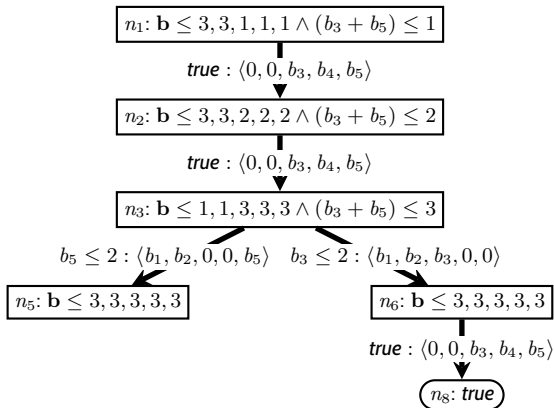 n₁: b ≤ 3, 3, 1, 1, 1 ∧ (b₃ + b₅) ≤ 1
true : ⟨0, 0, b₃, b₄, b₅⟩
n₂: b ≤ 3, 3, 2, 2, 2 ∧ (b₃ + b₅) ≤ 2
true : ⟨0, 0, b₃, b₄, b₅⟩
n₃: b ≤ 1, 1, 3, 3, 3 ∧ (b₃ + b₅) ≤ 3
b₅ ≤ 2 : ⟨b₁, b₂, 0, 0, b₅⟩ b₃ ≤ 2 : ⟨b₁, b₂, b₃, 0, 0⟩
n₅: b ≤ 3, 3, 3, 3, 3 n₆: b ≤ 3, 3, 3, 3, 3
true : ⟨0, 0, b₃, b₄, b₅⟩
n₈: true